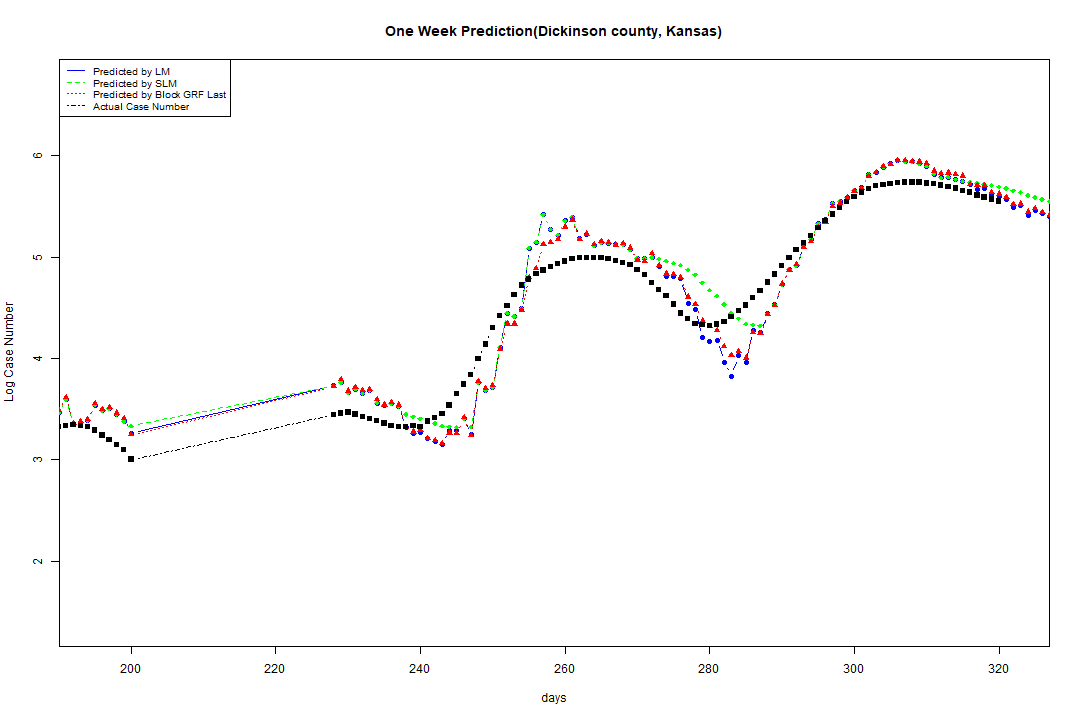 One Week Prediction(Dickinson county, Kansas)
Predicted by LM
Predicted by SLM
Predicted by Block GRF Last
Actual Case Number
Log Case Number
6
5
4
3
2
200 220 240 260 280 300 320
days